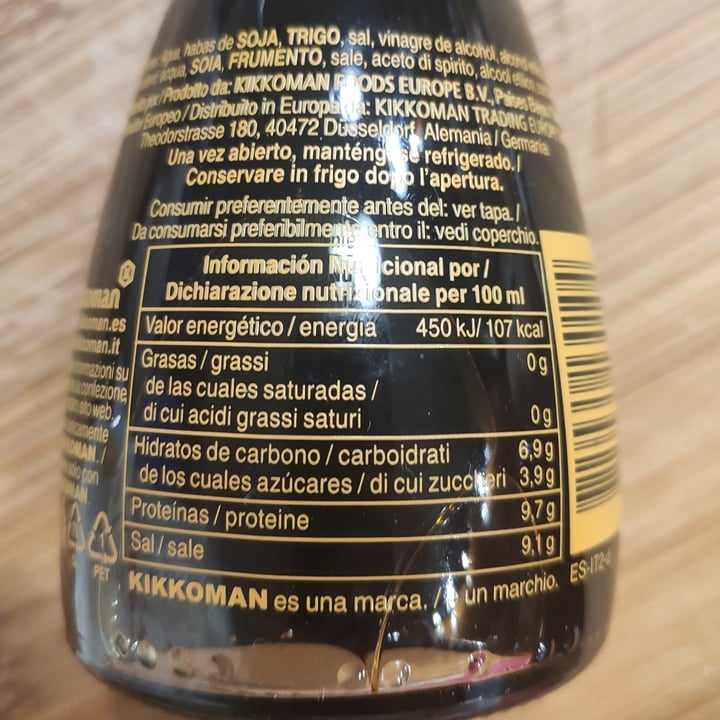 habas de SOJA, TRIGO, sal, vinagre de alcohol,
acqua, SOIA, FRUMENTO, sale, aceto di spirito, alcool
Prodotto da: KIKKOMAN FOODS EUROPE B.V., Países
Europeo / Distribuito in Europa da: KIKKOMAN TRADING
Theodorstrasse 180, 40472 Düsseldorf, Alemania / Germania
Una vez abierto, manténgase refrigerado. /
Conservare in frigo dopo l'apertura.
Consumir preferentemente antes del: ver tapa. /
Da consumarsi preferibilmente entro il: vedi coperchio.
Información Nutricional por /
Dichiarazione nutrizionale per 100 ml
Valor energético / energia 450 kJ/ 107 kcal
Grasas / grassi 0 g
de las cuales saturadas /
di cui acidi grassi saturi 0 g
Hidratos de carbono / carboidrati 6,9 g
de los cuales azúcares / di cui zuccheri 3,9 g
Proteínas / proteine 9,7 g
Sal / sale 9,1 g
KIKKOMAN es una marca. / è un marchio.
PET